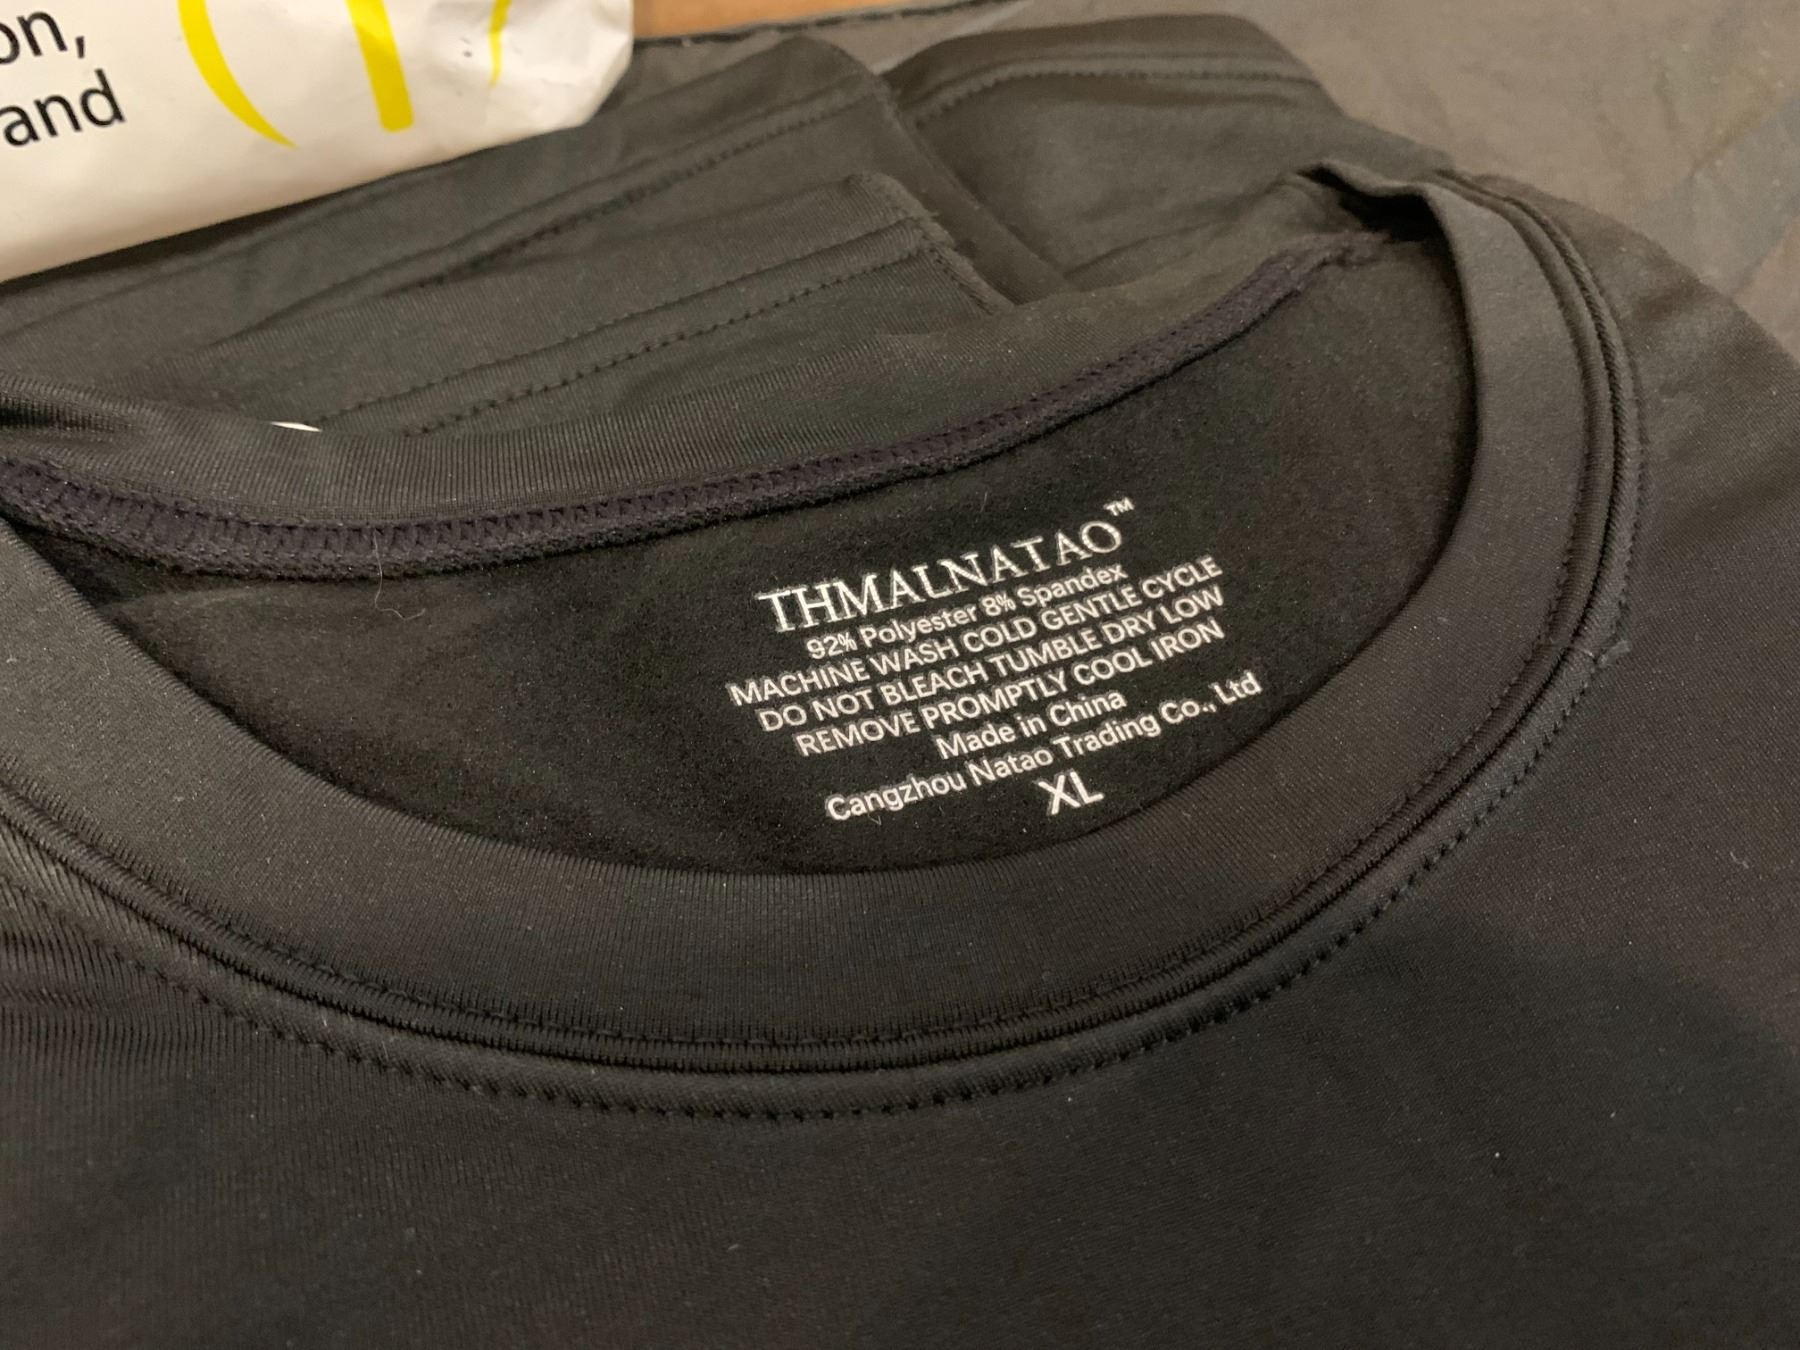 on,
and
THMALNATAO™
92% Polyester 8% Spandex
MACHINE WASH COLD GENTLE CYCLE
DO NOT BLEACH TUMBLE DRY LOW
REMOVE PROMPTLY COOL IRON
Made in China
Cangzhou Natao Trading Co., Ltd
XL